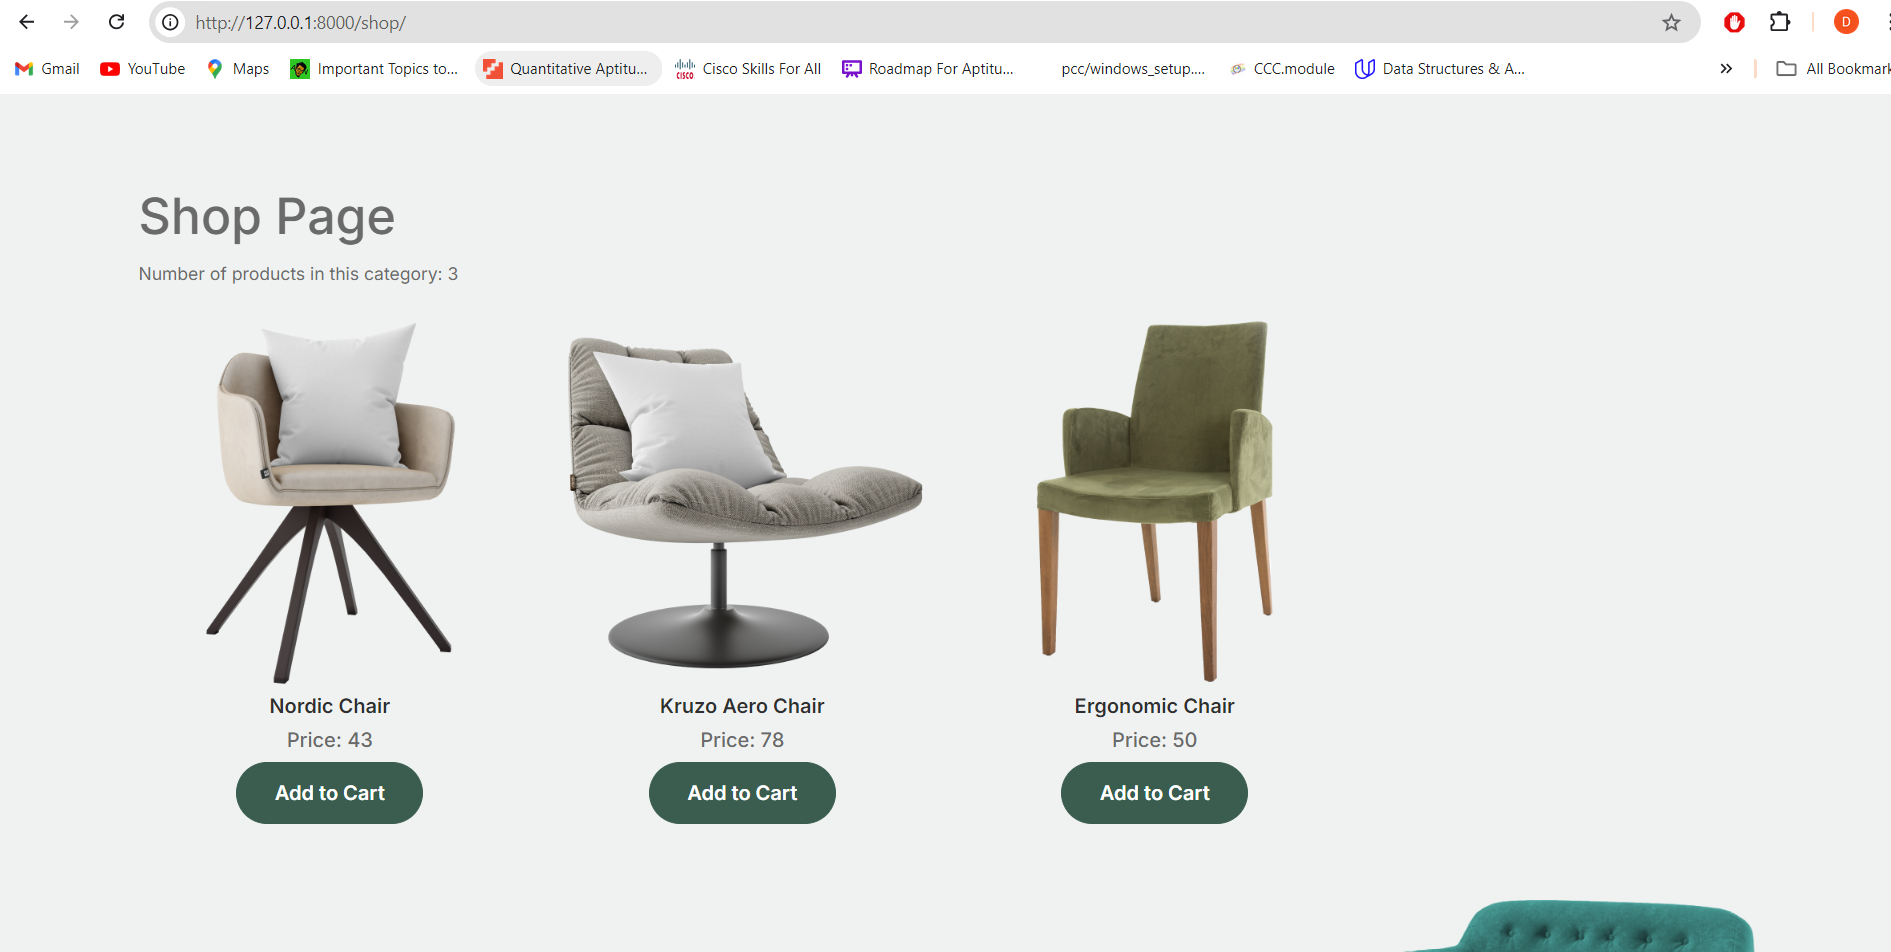 http://127.0.0.1:8000/shop/
D
Gmail
YouTube
Maps
Important Topics to...
Quantitative Aptitu...
CISCO
Cisco Skills For All
Roadmap For Aptitu...
pcc/windows_setup....
CCC.module
Data Structures & A...
All Bookmark
Shop Page
Number of products in this category: 3
Nordic Chair
Kruzo Aero Chair
Ergonomic Chair
Price: 43
Price: 78
Price: 50
Add to Cart
Add to Cart
Add to Cart